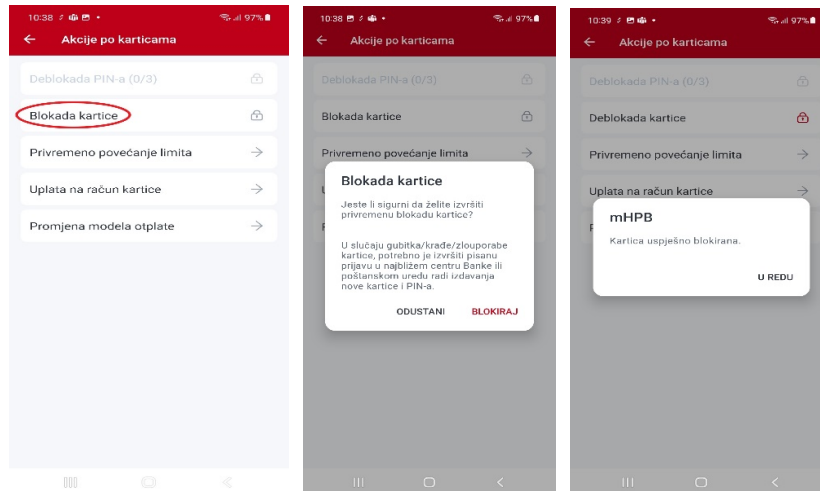 10:38
97%
Akcije po karticama
Deblokada PIN-a (0/3)
Blokada kartice
Privremeno povećanje limita
Uplata na račun kartice
Promjena modela otplate
10:38
97%
Akcije po karticama
Deblokada PIN-a (0/3)
Blokada kartice
Privremeno povećanje limita
Blokada kartice
Jeste li sigurni da želite izvršiti
privremenu blokadu kartice?
U slučaju gubitka/krađe/zlouporabe
kartice, potrebno je izvršiti pisanu
prijavu u najbližem centru Banke ili
poštanskom uredu radi izdavanja
nove kartice i PIN-a.
ODUSTANI BLOKIRAJ
10:39
97%
Akcije po karticama
Deblokada PIN-a (0/3)
Deblokada kartice
Privremeno povećanje limita
Uplata na račun kartice
mHPB
Kartica uspješno blokirana.
U REDU